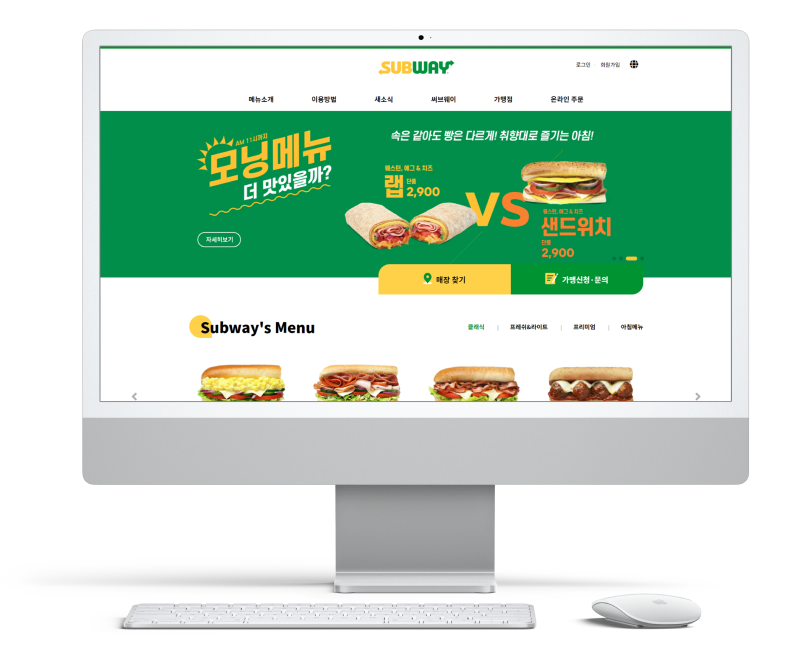 SUBWAY
로그인
회원가입
메뉴소개 이용방법 새소식 써브웨이 가맹점 온라인 주문
AM 11시까지
모닝메뉴
더 맛있을까?
자세히보기
속은 같아도 빵은 다르게! 취향대로 즐기는 아침!
웨스턴, 에그 & 치즈
랩 단품 2,900
VS
웨스턴, 에그 & 치즈
샌드위치
단품
2,900
매장 찾기
가맹신청·문의
Subway's Menu
클래식 | 프레쉬&라이트 | 프리미엄 | 아침메뉴